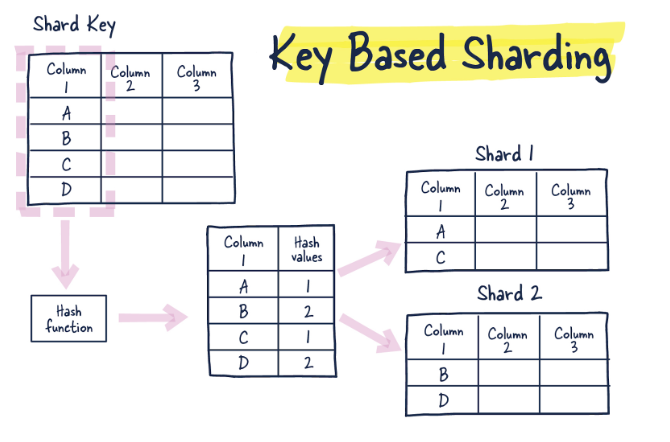 Shard Key
Key Based Sharding
Column 1 Column 2 Column 3
A
B
C
D
Hash function
Column 1 Hash values
A 1
B 2
C 1
D 2
Shard 1
Column 1 Column 2 Column 3
A
C
Shard 2
Column 1 Column 2 Column 3
B
D